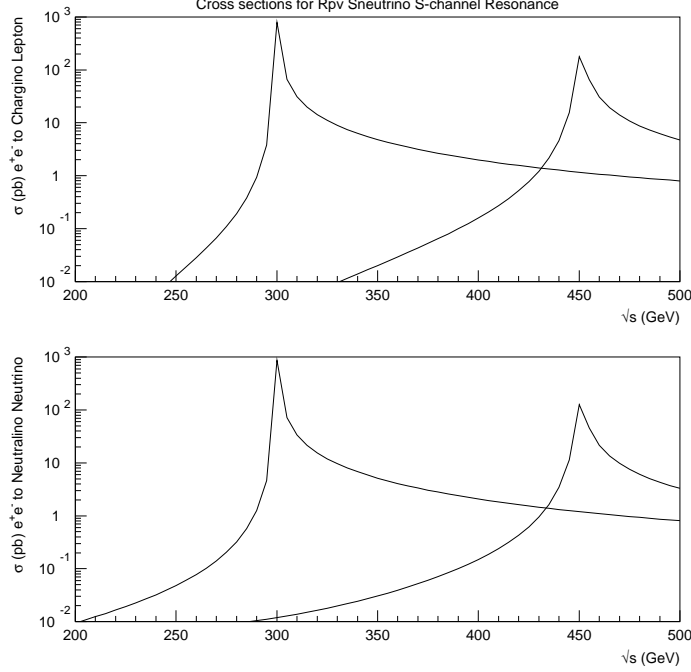 Cross sections for Rpv Sneutrino S-channel Resonance
σ (pb) e⁺e⁻ to Chargino Lepton
10³
10²
10
1
10⁻¹
10⁻²
200 250 300 350 400 450 500
√s (GeV)
σ (pb) e⁺e⁻ to Neutralino Neutrino
10³
10²
10
1
10⁻¹
10⁻²
200 250 300 350 400 450 500
√s (GeV)